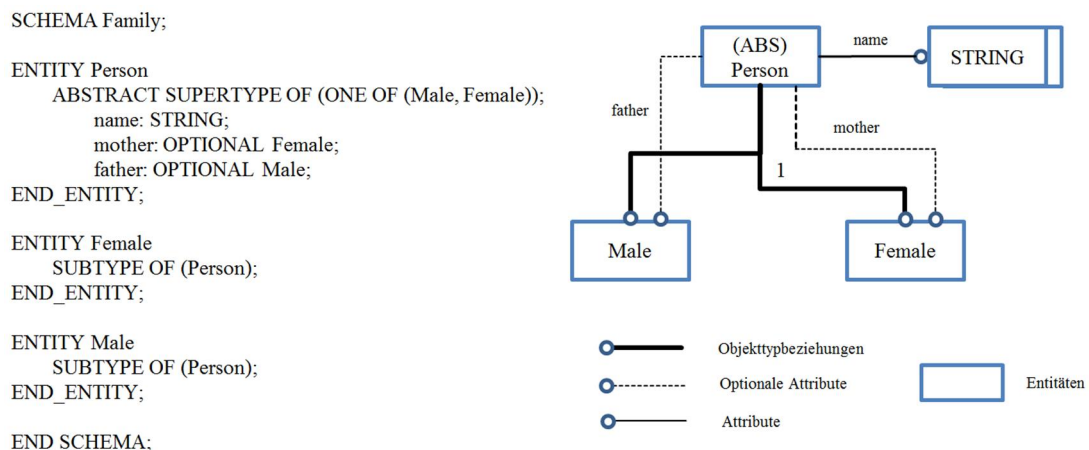 SCHEMA Family;
ENTITY Person
ABSTRACT SUPERTYPE OF (ONE OF (Male, Female));
name: STRING;
mother: OPTIONAL Female;
father: OPTIONAL Male;
END_ENTITY;
ENTITY Female
SUBTYPE OF (Person);
END_ENTITY;
ENTITY Male
SUBTYPE OF (Person);
END_ENTITY;
END SCHEMA;
(ABS)
Person
name
STRING
father
mother
1
Male
Female
Objekttypbeziehungen
Optionale Attribute
Attribute
Entitäten